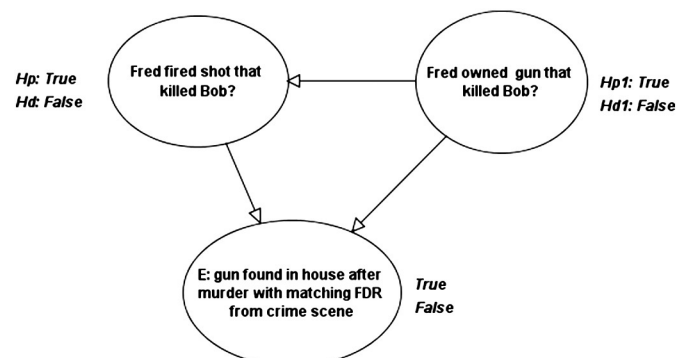 Fred fired shot that
killed Bob?
Hp: True
Hd: False
Fred owned gun that
killed Bob?
Hp1: True
Hd1: False
E: gun found in house after
murder with matching FDR
from crime scene
True
False